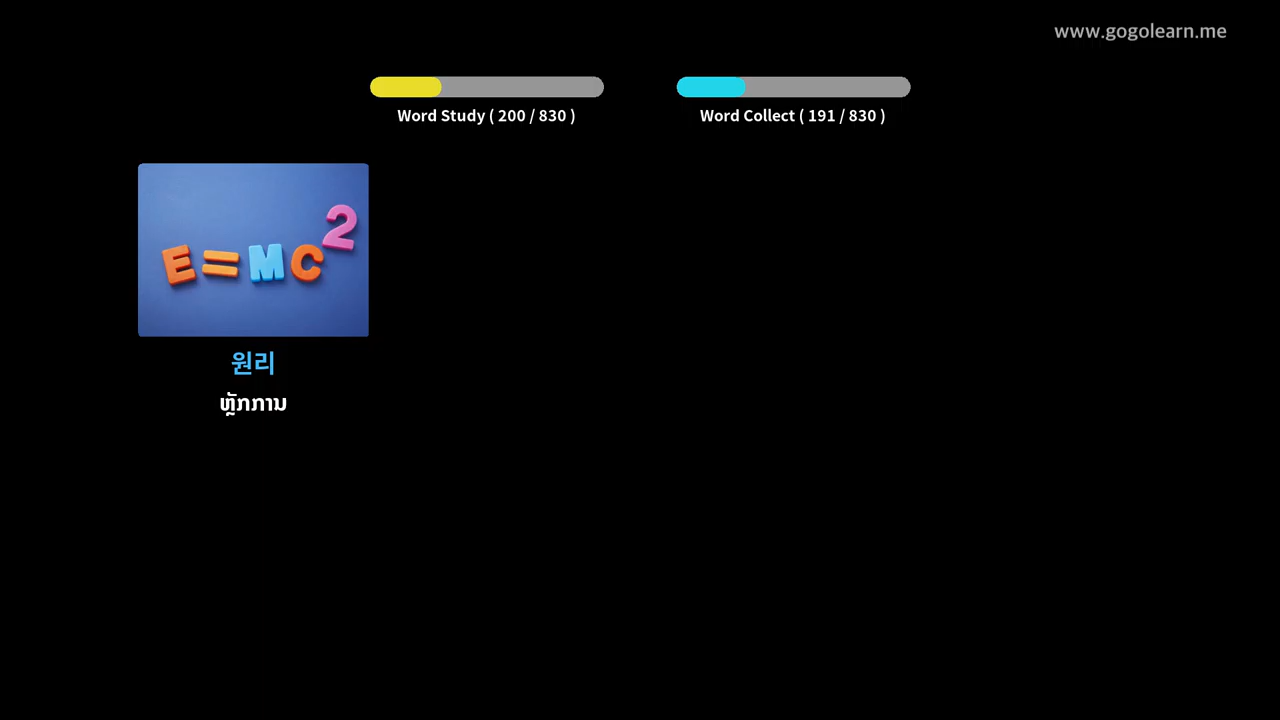 www.gogolearn.me
Word Study ( 200 / 830 )
Word Collect ( 191 / 830 )
E=MC²
원리
ຫຼັກການ